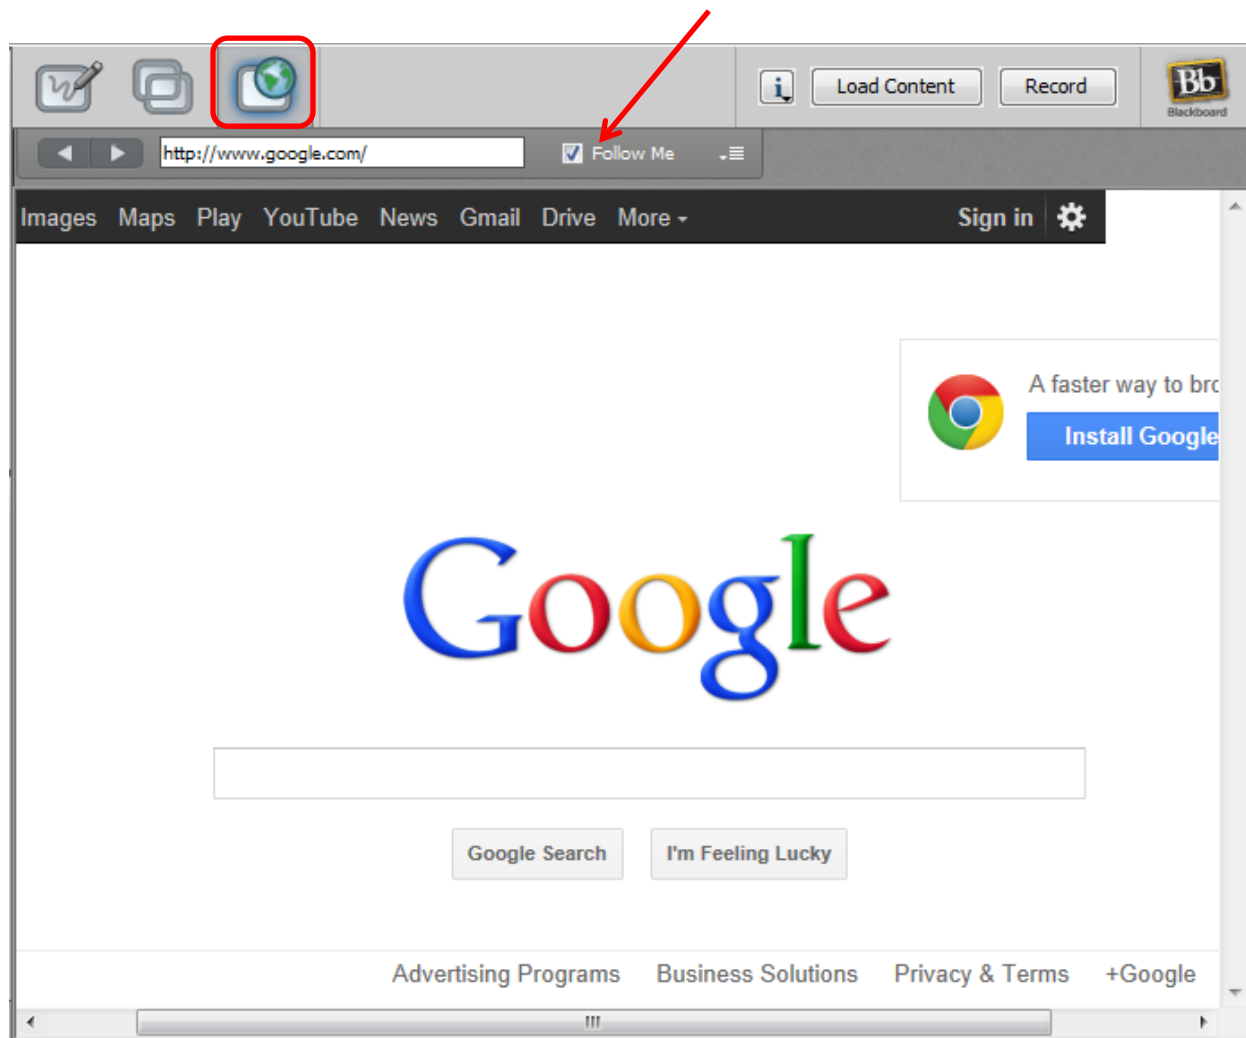 Load Content Record Bb
Blackboard
http://www.google.com/ Follow Me
Images Maps Play YouTube News Gmail Drive More Sign in
A faster way to bro
Install Google
Google
Google Search I'm Feeling Lucky
Advertising Programs Business Solutions Privacy & Terms +Google